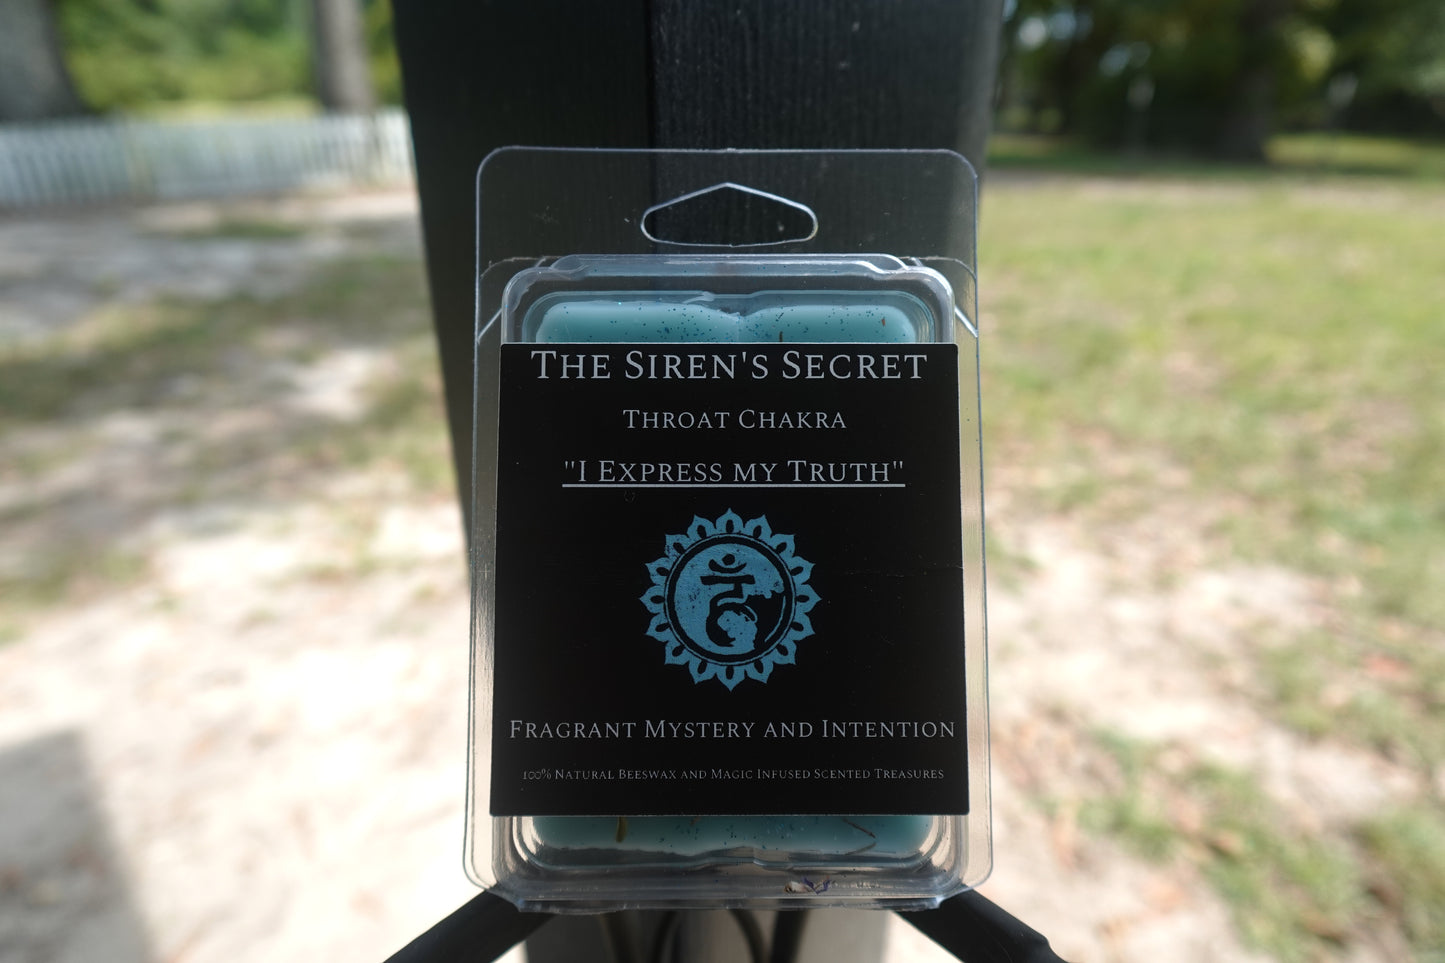 The Siren's Secret
Throat Chakra
"I Express my Truth"
Fragrant Mystery and Intention
100% Natural Beeswax and Magic Infused Scented Treasures